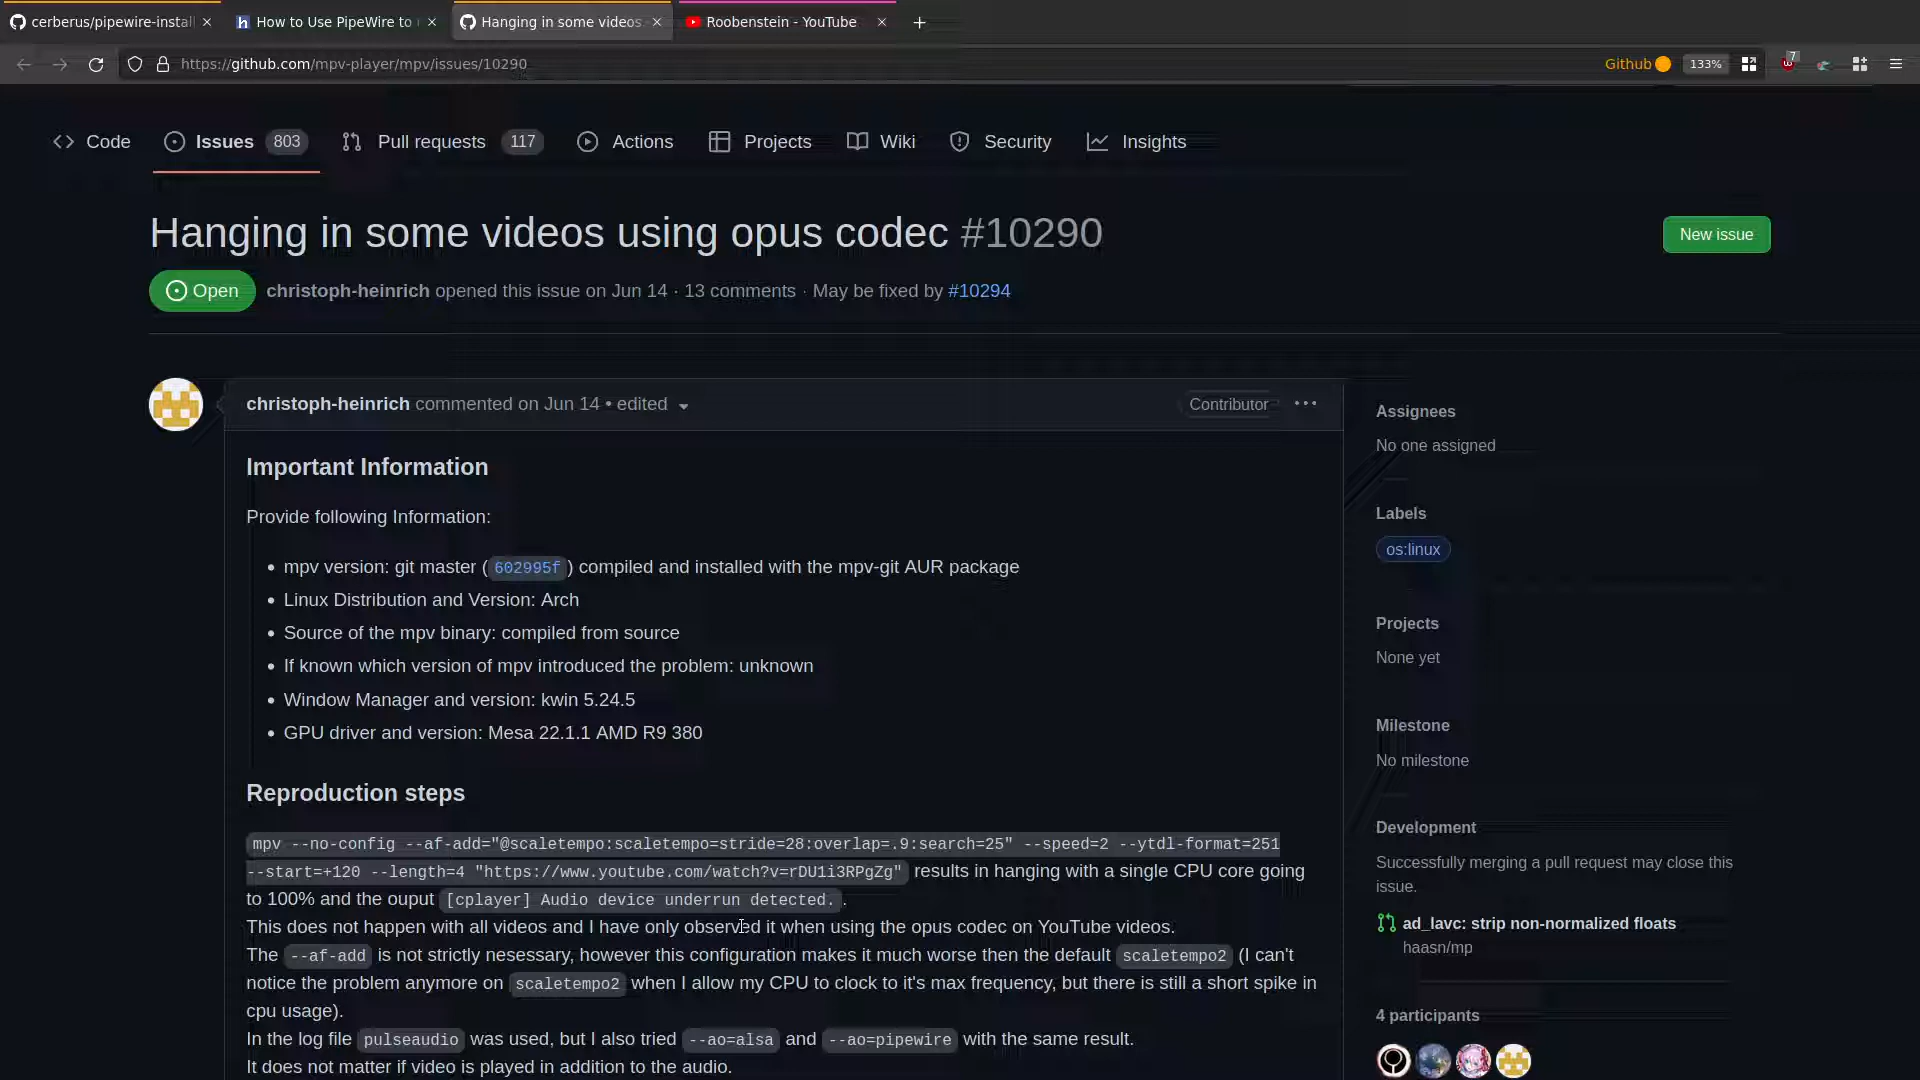 cerberus/pipewire-install
How to Use PipeWire to
Hanging in some videos
Roobenstein - YouTube
https://github.com/mpv-player/mpv/issues/10290
Github
133%
7
Code
Issues 803
Pull requests 117
Actions
Projects
Wiki
Security
Insights
Hanging in some videos using opus codec #10290
New issue
Open
christoph-heinrich opened this issue on Jun 14 · 13 comments · May be fixed by #10294
christoph-heinrich commented on Jun 14 • edited
Contributor
Important Information
Provide following Information:
• mpv version: git master (602995f) compiled and installed with the mpv-git AUR package
• Linux Distribution and Version: Arch
• Source of the mpv binary: compiled from source
• If known which version of mpv introduced the problem: unknown
• Window Manager and version: kwin 5.24.5
• GPU driver and version: Mesa 22.1.1 AMD R9 380
Reproduction steps
mpv --no-config --af-add="@scaletempo:scaletempo=stride=28:overlap=.9:search=25" --speed=2 --ytdl-format=251
--start=+120 --length=4 "https://www.youtube.com/watch?v=rDU1i3RPgZg" results in hanging with a single CPU core going
to 100% and the ouput [cplayer] Audio device underrun detected. .
This does not happen with all videos and I have only observed it when using the opus codec on YouTube videos.
The --af-add is not strictly nesessary, however this configuration makes it much worse then the default scaletempo2 (I can't
notice the problem anymore on scaletempo2 when I allow my CPU to clock to it's max frequency, but there is still a short spike in
cpu usage).
In the log file pulseaudio was used, but I also tried --ao=alsa and --ao=pipewire with the same result.
It does not matter if video is played in addition to the audio.
Assignees
No one assigned
Labels
os:linux
Projects
None yet
Milestone
No milestone
Development
Successfully merging a pull request may close this
issue.
ad_lavc: strip non-normalized floats
haasn/mp
4 participants